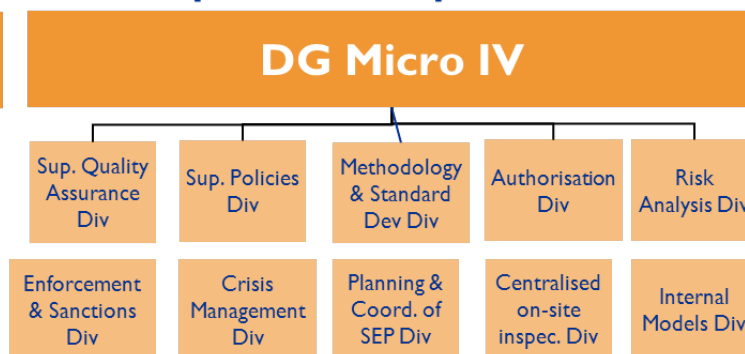 DG Micro IV
Sup. Quality
Assurance
Div
Sup. Policies
Div
Methodology
& Standard
Dev Div
Authorisation
Div
Risk
Analysis Div
Enforcement
& Sanctions
Div
Crisis
Management
Div
Planning &
Coord. of
SEP Div
Centralised
on-site
inspec. Div
Internal
Models Div